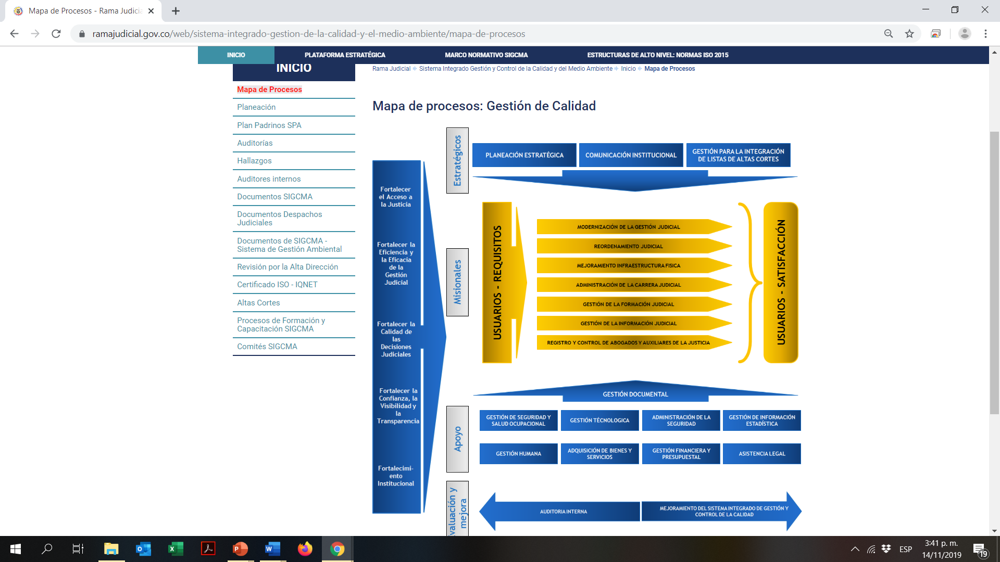 Mapa de Procesos - Rama Judicia
ramajudicial.gov.co/web/sistema-integrado-gestion-de-la-calidad-y-el-medio-ambiente/mapa-de-procesos
INICIO
PLATAFORMA ESTRATÉGICA
MARCO NORMATIVO SIGCMA
ESTRUCTURAS DE ALTO NIVEL: NORMAS ISO 2015
INICIO
Mapa de Procesos
Planeación
Plan Padrinos SPA
Auditorías
Hallazgos
Auditores internos
Documentos SIGCMA
Documentos Despachos
Judiciales
Documentos de SIGCMA -
Sistema de Gestión Ambiental
Revisión por la Alta Dirección
Certificado ISO - IQNET
Altas Cortes
Procesos de Formación y
Capacitación SIGCMA
Comités SIGCMA
Rama Judicial Sistema Integrado Gestión y Control de la Calidad y del Medio Ambiente Inicio Mapa de Procesos
Mapa de procesos: Gestión de Calidad
Fortalecer
el Acceso a
la Justicia
Fortalecer la
Eficiencia y
la Eficacia
de la
Gestión
Judicial
Fortalecer la
Calidad de
las
Decisiones
Judiciales
Fortalecer la
Confianza, la
Visibilidad y
la
Transparencia
Fortalecimi-
ento
Institucional
Estratégicos
PLANEACIÓN ESTRATÉGICA
COMUNICACIÓN INSTITUCIONAL
GESTIÓN PARA LA INTEGRACIÓN
DE LISTAS DE ALTAS CORTES
Misionales
USUARIOS - REQUISITOS
MODERNIZACIÓN DE LA GESTIÓN JUDICIAL
REORDENAMIENTO JUDICIAL
MEJORAMIENTO INFRAESTRUCTURA FISICA
ADMINISTRACIÓN DE LA CARRERA JUDICIAL
GESTIÓN DE LA FORMACIÓN JUDICIAL
GESTIÓN DE LA INFORMACIÓN JUDICIAL
REGISTRO Y CONTROL DE ABOGADOS Y AUXILIARES DE LA JUSTICIA
USUARIOS - SATISFACCIÓN
Apoyo
GESTIÓN DOCUMENTAL
GESTIÓN DE SEGURIDAD Y
SALUD OCUPACIONAL
GESTIÓN TÉCNOLOGICA
ADMINISTRACIÓN DE LA
SEGURIDAD
GESTIÓN DE INFORMACIÓN
ESTADÍSTICA
GESTIÓN HUMANA
ADQUISICIÓN DE BIENES Y
SERVICIOS
GESTIÓN FINANCIERA Y
PRESUPUESTAL
ASISTENCIA LEGAL
valuación y
mejora
AUDITORIA INTERNA
MEJORAMIENTO DEL SISTEMA INTEGRADO DE GESTIÓN Y
CONTROL DE LA CALIDAD
ESP
3:41 p. m.
14/11/2019
19